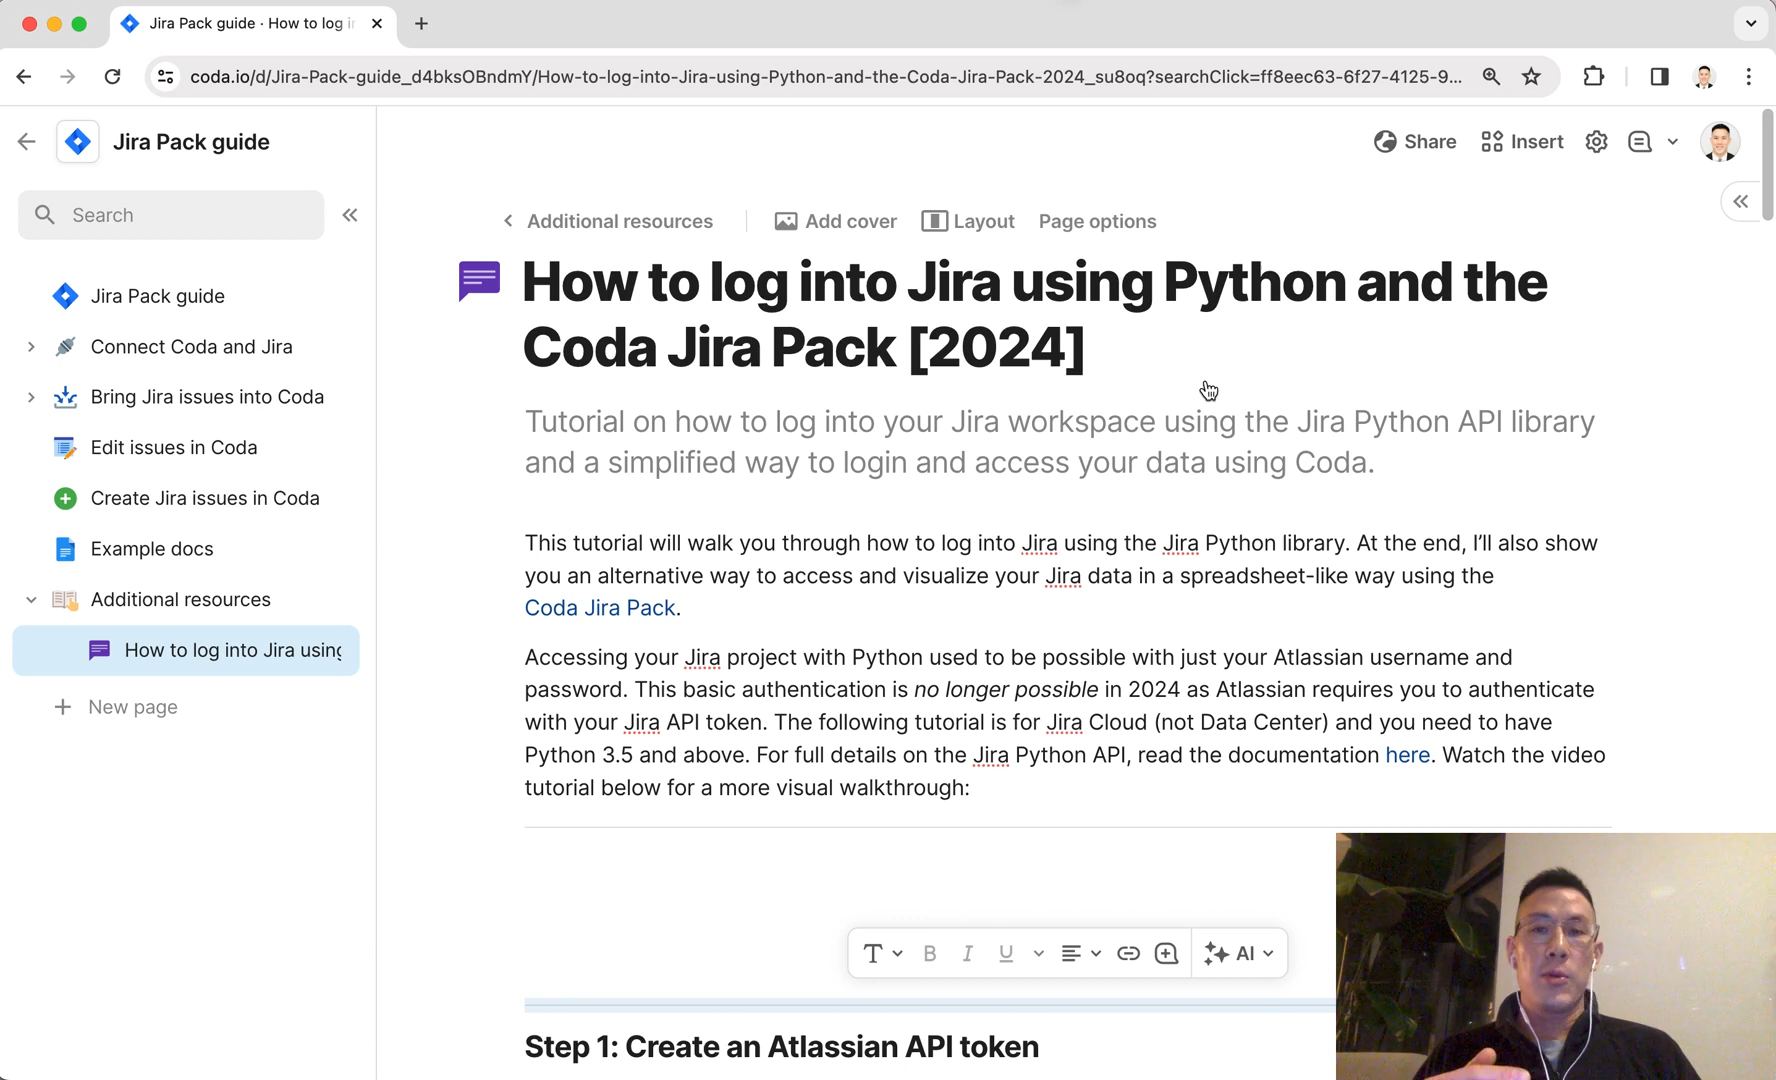 Jira Pack guide · How to log in
coda.io/d/Jira-Pack-guide_d4bksOBndmY/How-to-log-into-Jira-using-Python-and-the-Coda-Jira-Pack-2024_su8oq?searchClick=ff8eec63-6f27-4125-9...
Jira Pack guide
Share
Insert
Search
Additional resources
Add cover
Layout
Page options
Jira Pack guide
Connect Coda and Jira
Bring Jira issues into Coda
Edit issues in Coda
Create Jira issues in Coda
Example docs
Additional resources
How to log into Jira using
New page
How to log into Jira using Python and the
Coda Jira Pack [2024]
Tutorial on how to log into your Jira workspace using the Jira Python API library
and a simplified way to login and access your data using Coda.
This tutorial will walk you through how to log into Jira using the Jira Python library. At the end, I’ll also show
you an alternative way to access and visualize your Jira data in a spreadsheet-like way using the
Coda Jira Pack.
Accessing your Jira project with Python used to be possible with just your Atlassian username and
password. This basic authentication is no longer possible in 2024 as Atlassian requires you to authenticate
with your Jira API token. The following tutorial is for Jira Cloud (not Data Center) and you need to have
Python 3.5 and above. For full details on the Jira Python API, read the documentation here. Watch the video
tutorial below for a more visual walkthrough:
T B I U AI
Step 1: Create an Atlassian API token